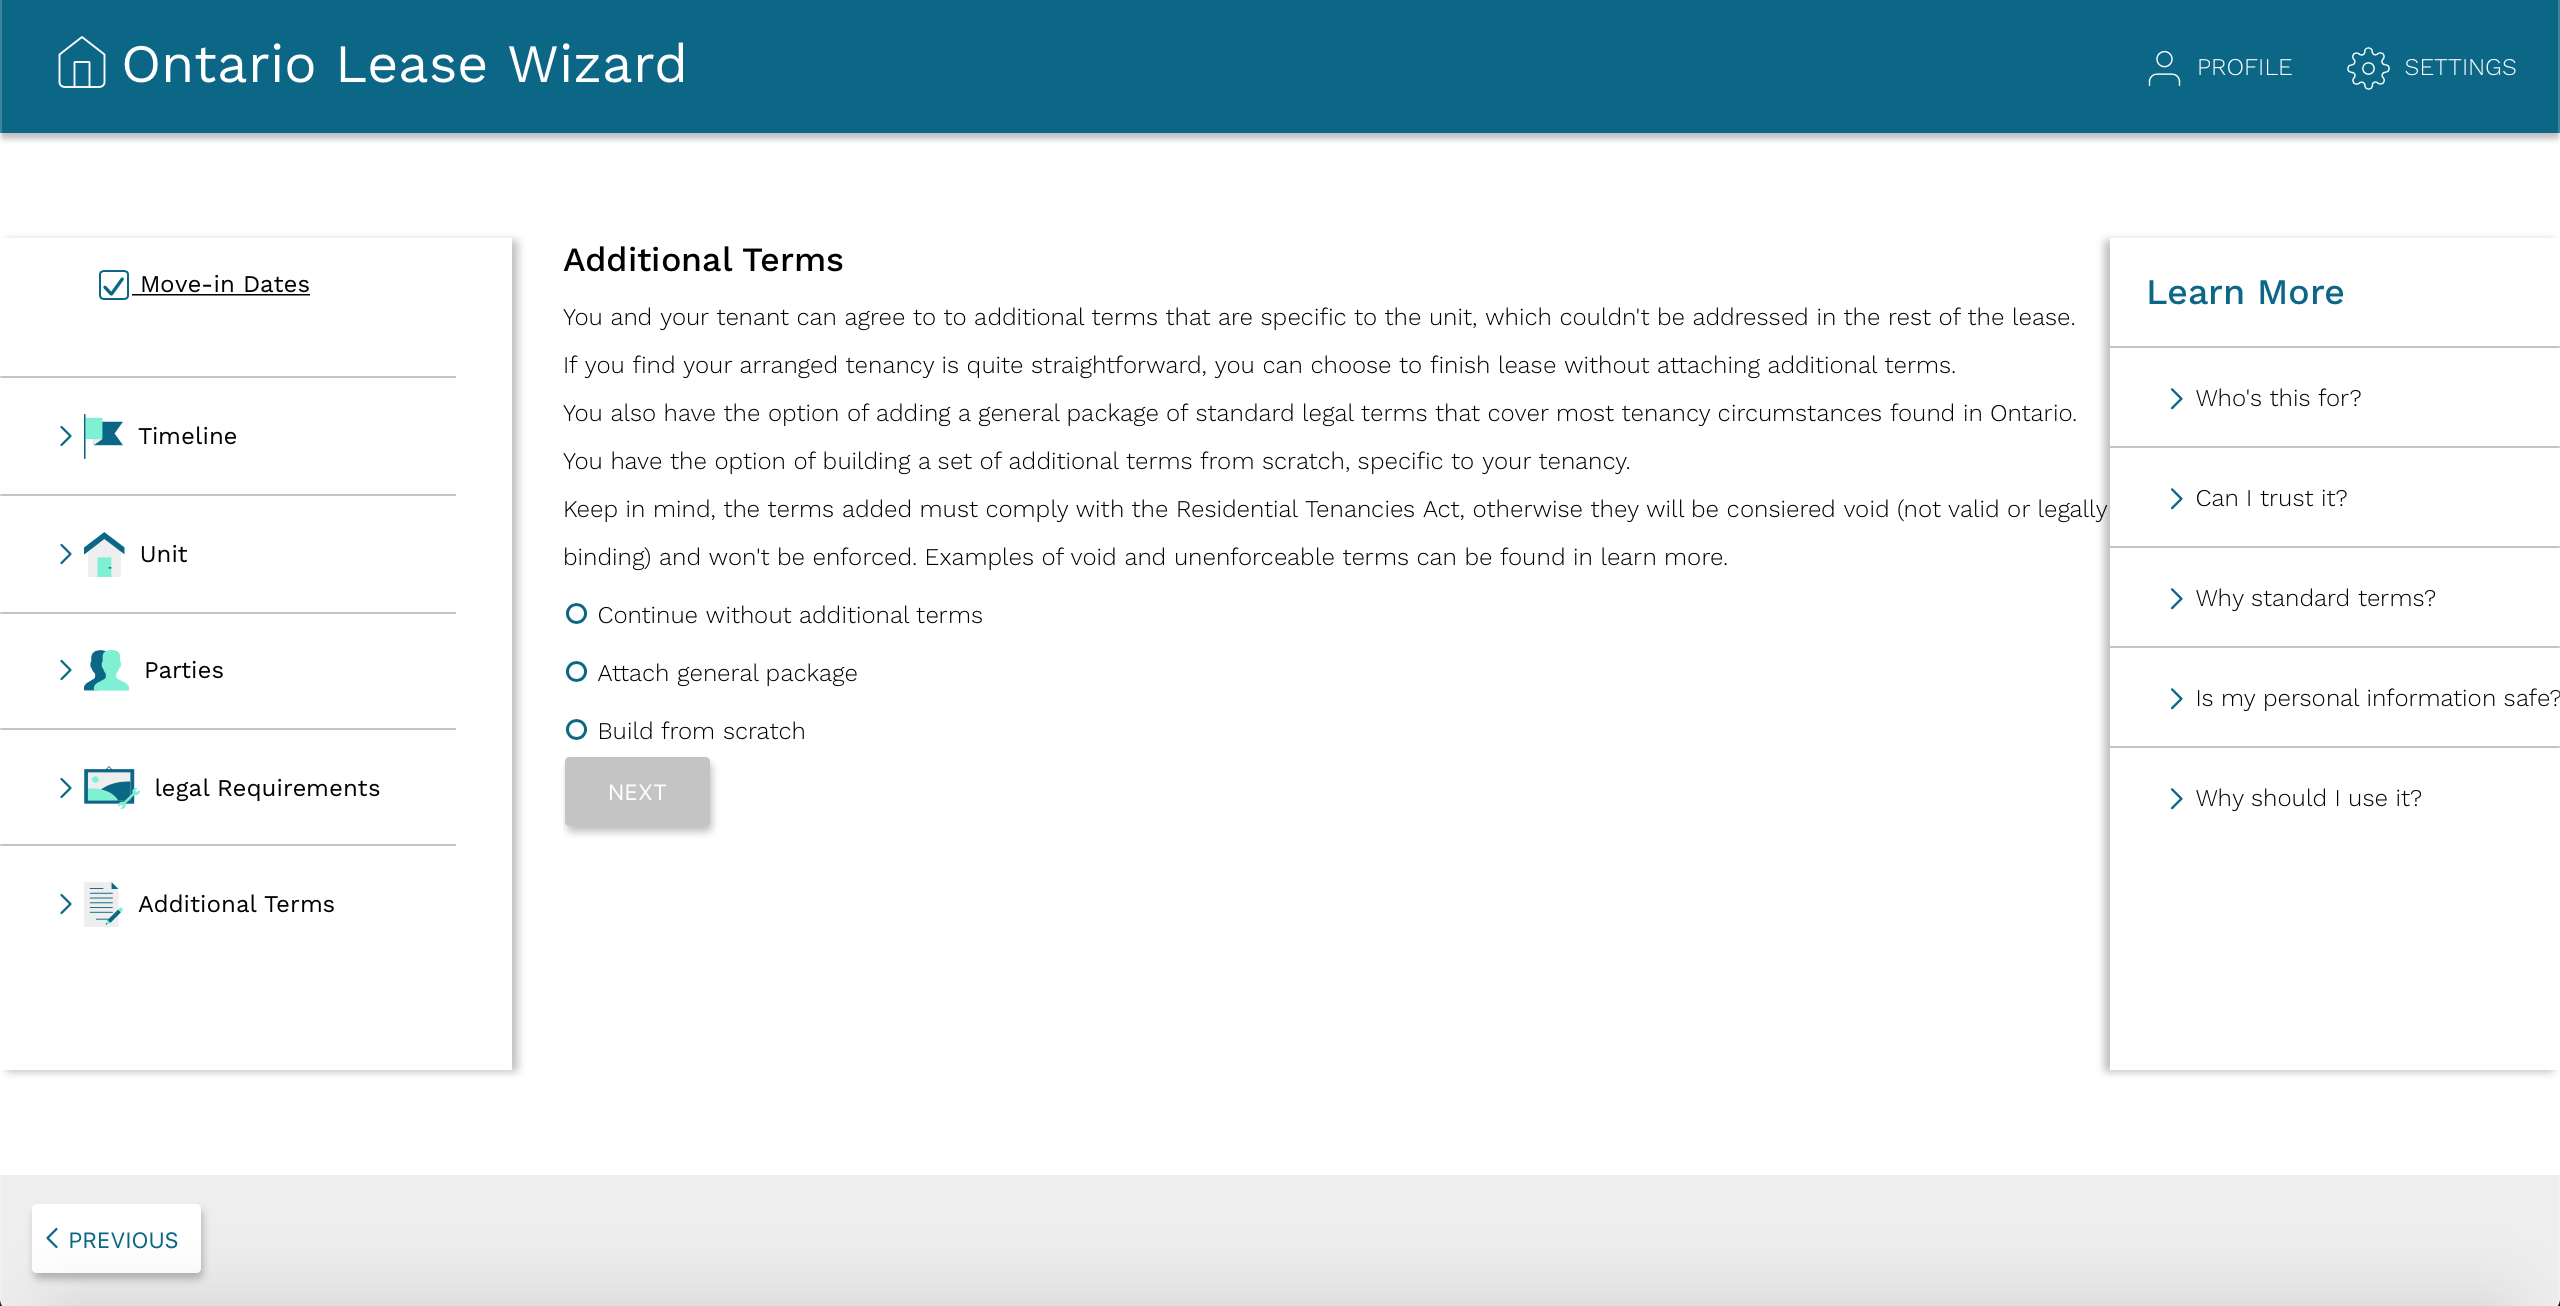 Ontario Lease Wizard
PROFILE
SETTINGS
Move-in Dates
Timeline
Unit
Parties
legal Requirements
Additional Terms
Additional Terms
You and your tenant can agree to to additional terms that are specific to the unit, which couldn't be addressed in the rest of the lease.
If you find your arranged tenancy is quite straightforward, you can choose to finish lease without attaching additional terms.
You also have the option of adding a general package of standard legal terms that cover most tenancy circumstances found in Ontario.
You have the option of building a set of additional terms from scratch, specific to your tenancy.
Keep in mind, the terms added must comply with the Residential Tenancies Act, otherwise they will be consiered void (not valid or legally
binding) and won't be enforced. Examples of void and unenforceable terms can be found in learn more.
Continue without additional terms
Attach general package
Build from scratch
NEXT
Learn More
Who's this for?
Can I trust it?
Why standard terms?
Is my personal information safe?
Why should I use it?
PREVIOUS